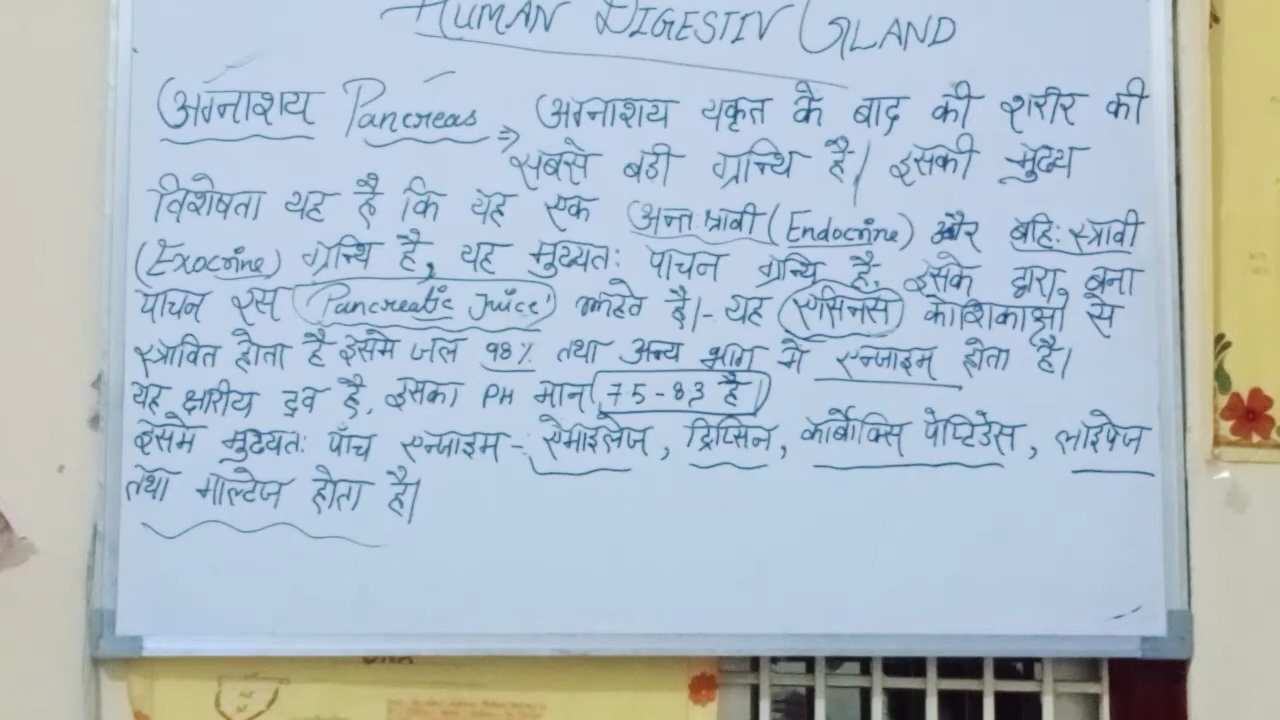 HUMAN DIGESTIV GLAND
अग्नाशय Pancreas ⇒ अग्नाशय यकृत के बाद की शरीर की
सबसे बडी ग्रन्थि है। इसकी मुख्य
विशेषता यह है कि यह एक अन्त स्रावी (Endocrine) और बहि: स्त्रावी
(Exocrine) ग्रन्थि है, यह मुख्यत: पाचन ग्रन्थि है, इसके द्वारा बना
पाचन रस (Pancreatic Juice) कहेत है।- यह (एसिनस) कोशिकाओं से
स्त्रावित होता है इसमे जल 98% तथा अन्य भाग मे एन्जाइम होता है।
यह क्षारीय द्रव है, इसका PH मान 7.5-8.3 है।
इसमे मुख्यत: पाँच एन्जाइम - ऐमाइलेज, ट्रिप्सिन, कार्बोक्सि पेप्टिडेस, लाइपेज
तथा माल्टेज होता है।
DNA